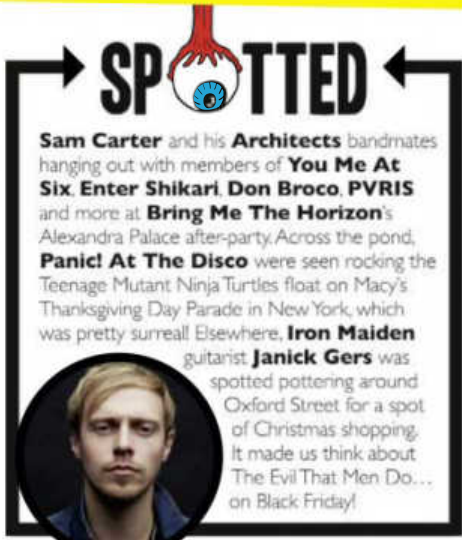 SPOTTED
Sam Carter and his Architects bandmates
hanging out with members of You Me At
Six, Enter Shikari, Don Broco, PVRIS
and more at Bring Me The Horizon's
Alexandra Palace after-party. Across the pond,
Panic! At The Disco were seen rocking the
Teenage Mutant Ninja Turtles float on Macy's
Thanksgiving Day Parade in New York, which
was pretty surreal! Elsewhere, Iron Maiden
guitarist Janick Gers was
spotted pottering around
Oxford Street for a spot
of Christmas shopping.
It made us think about
The Evil That Men Do...
on Black Friday!